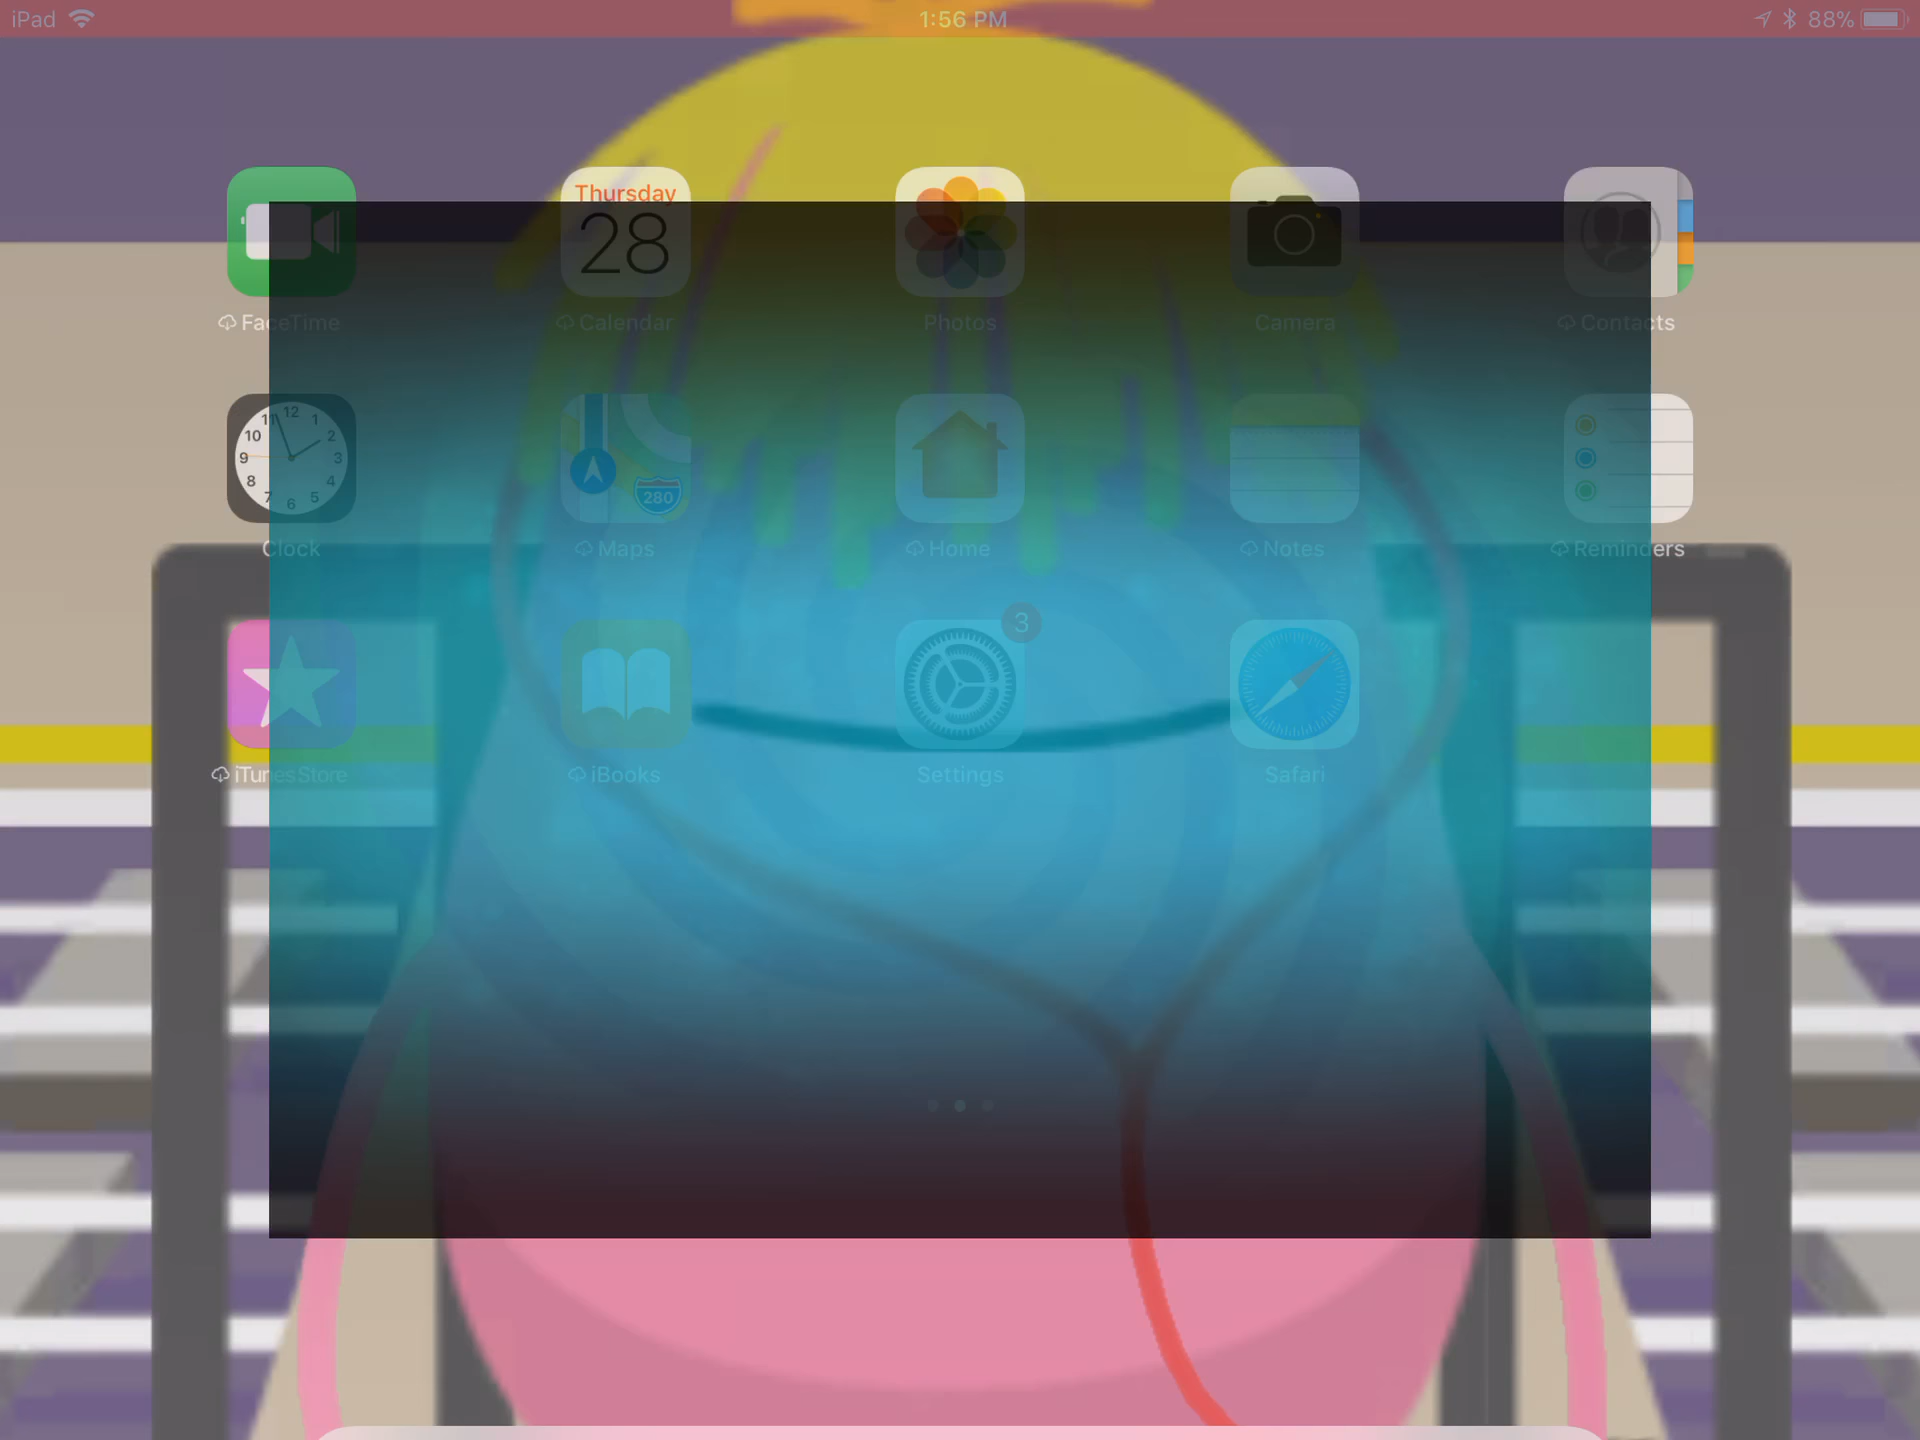 iPad 1:56 PM 88%
Thursday
28
FaceTime Calendar Photos Camera Contacts
12
11 1
10 2
9 3
8 4
7 5
6
280
Clock Maps Home Notes Reminders
3
iTunes Store iBooks Settings Safari